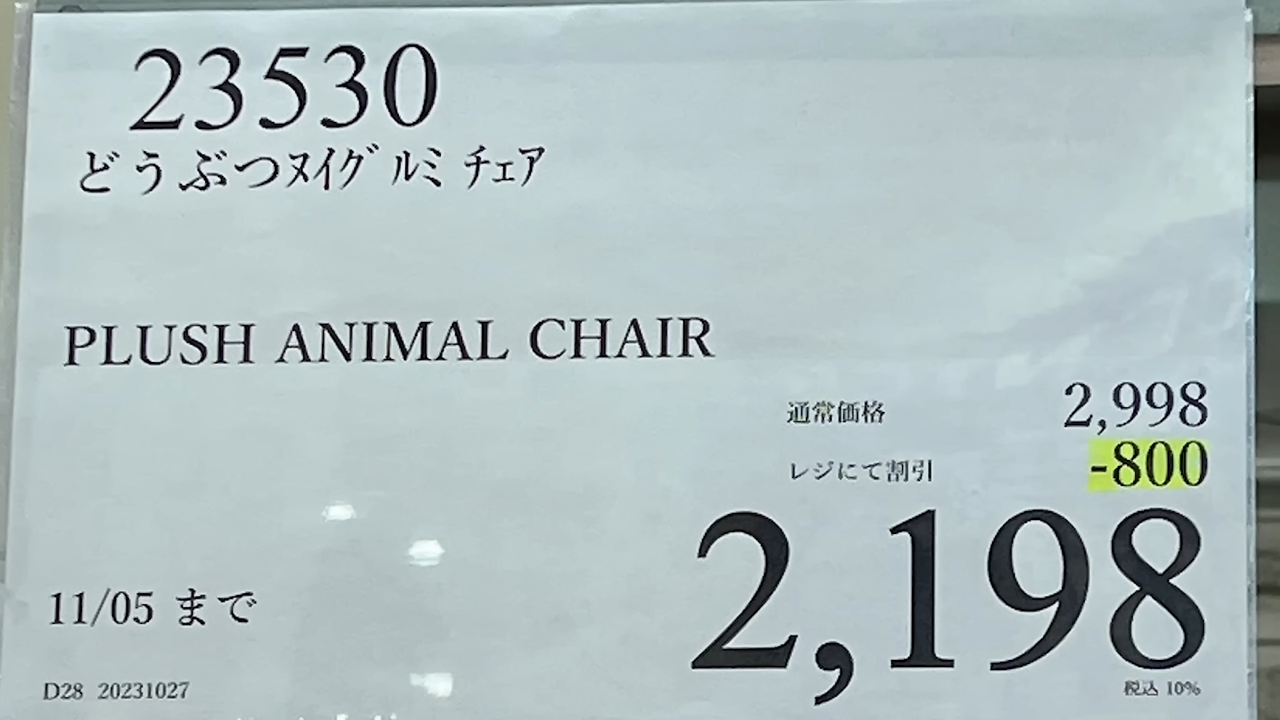 23530
どうぶつﾇｲｸﾞﾙﾐ ﾁｪｱ
PLUSH ANIMAL CHAIR
通常価格 2,998
レジにて割引 -800
2,198
11/05 まで
税込 10%
D28 20231027